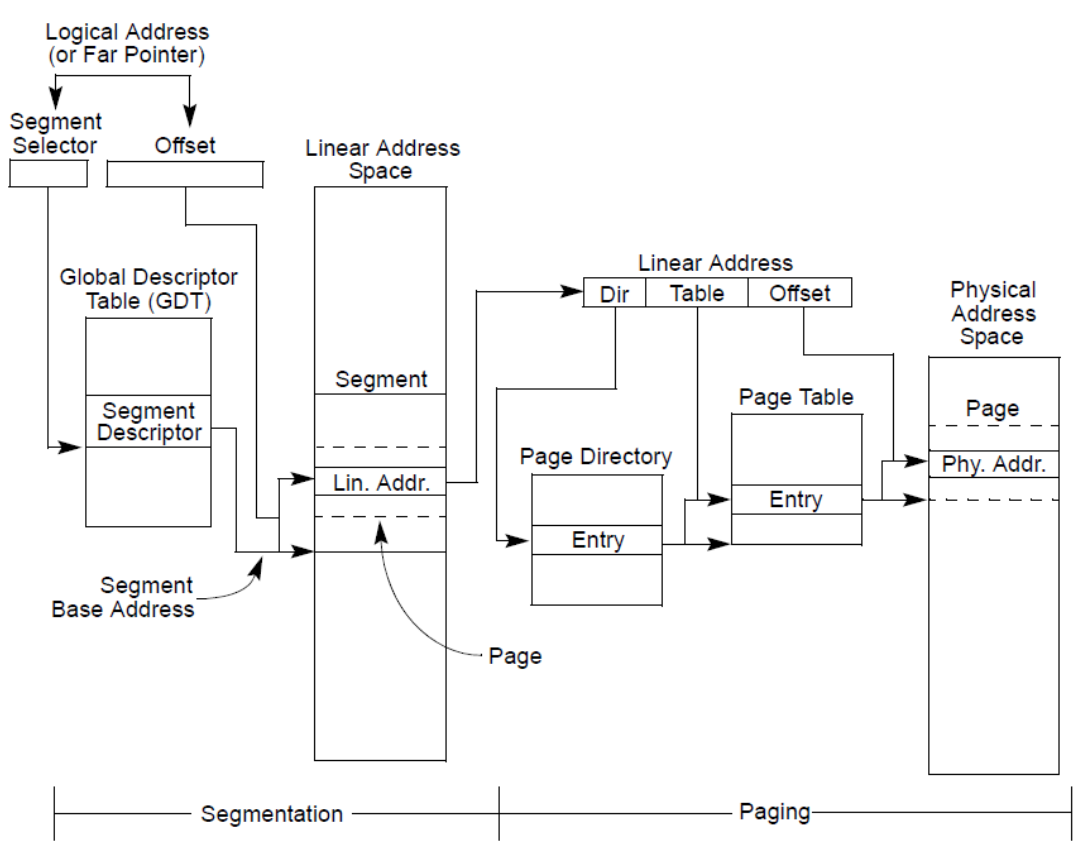 Logical Address
(or Far Pointer)
Segment
Selector
Offset
Linear Address
Space
Global Descriptor
Table (GDT)
Segment
Descriptor
Segment
Lin. Addr.
Segment
Base Address
Page
Linear Address
Dir
Table
Offset
Page Directory
Entry
Page Table
Entry
Physical
Address
Space
Page
Phy. Addr.
Segmentation
Paging